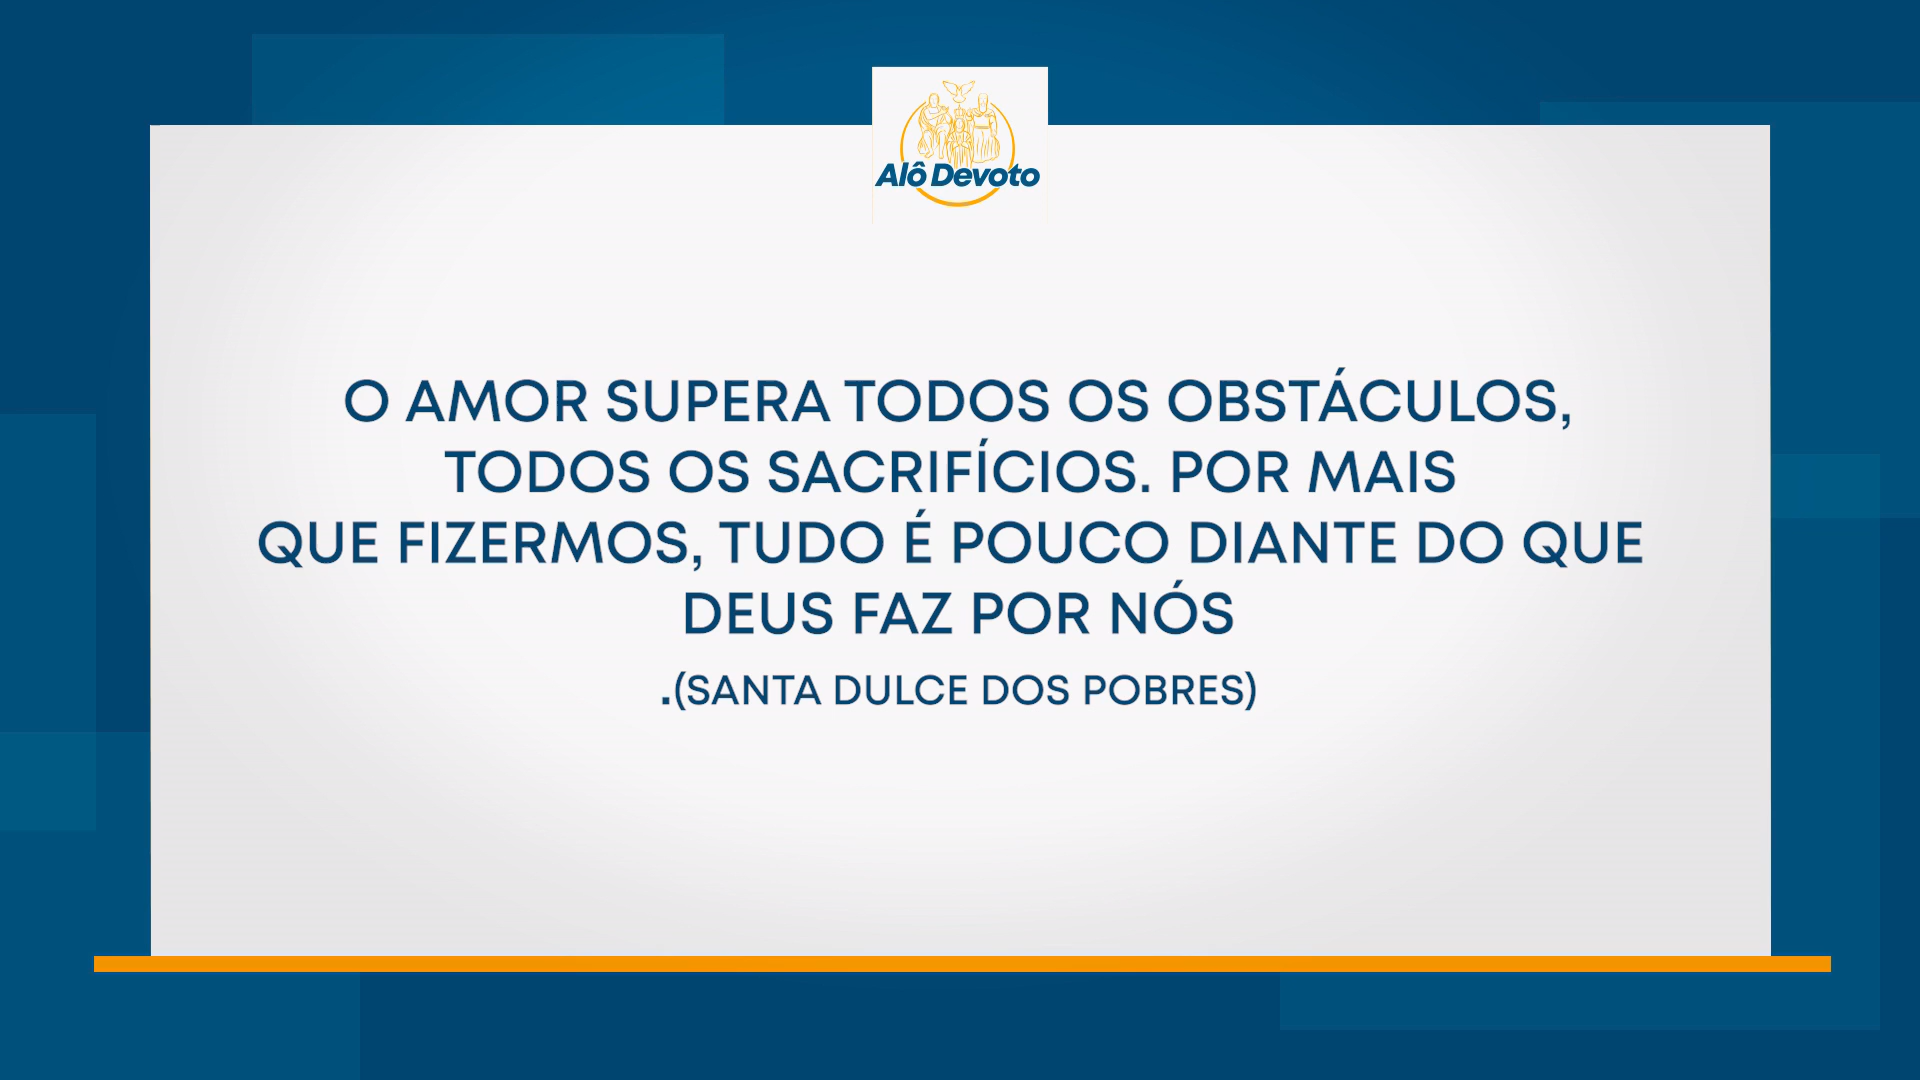 Alô Devoto
O AMOR SUPERA TODOS OS OBSTÁCULOS,
TODOS OS SACRIFÍCIOS. POR MAIS
QUE FIZERMOS, TUDO É POUCO DIANTE DO QUE
DEUS FAZ POR NÓS
.(SANTA DULCE DOS POBRES)